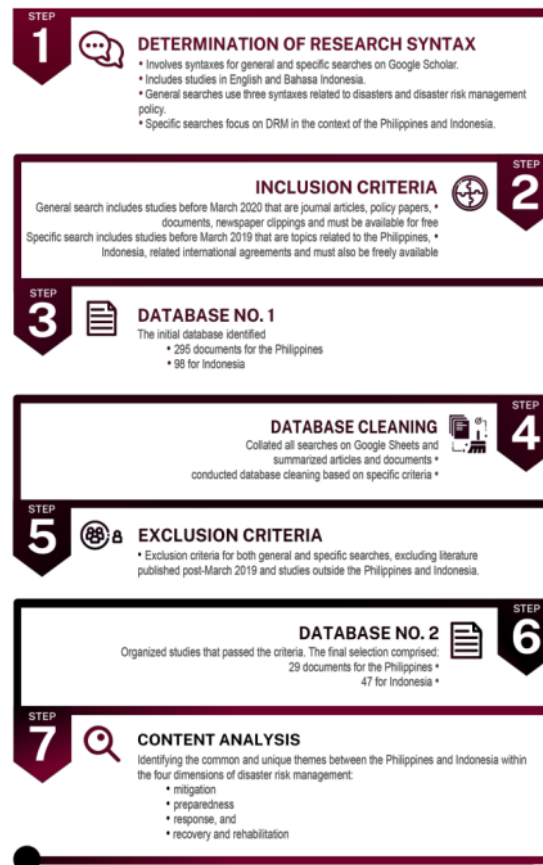 STEP
1
DETERMINATION OF RESEARCH SYNTAX
• Involves syntaxes for general and specific searches on Google Scholar.
• Includes studies in English and Bahasa Indonesia.
• General searches use three syntaxes related to disasters and disaster risk management
policy.
• Specific searches focus on DRM in the context of the Philippines and Indonesia.
STEP
2
INCLUSION CRITERIA
General search includes studies before March 2020 that are journal articles, policy papers, •
documents, newspaper clippings and must be available for free
Specific search includes studies before March 2019 that are topics related to the Philippines, •
Indonesia, related international agreements and must also be freely available
STEP
3
DATABASE NO. 1
The initial database identified
• 295 documents for the Philippines
• 98 for Indonesia
STEP
4
DATABASE CLEANING
Collated all searches on Google Sheets and
summarized articles and documents •
conducted database cleaning based on specific criteria •
STEP
5
EXCLUSION CRITERIA
• Exclusion criteria for both general and specific searches, excluding literature
published post-March 2019 and studies outside the Philippines and Indonesia.
STEP
6
DATABASE NO. 2
Organized studies that passed the criteria. The final selection comprised:
29 documents for the Philippines •
47 for Indonesia •
STEP
7
CONTENT ANALYSIS
Identifying the common and unique themes between the Philippines and Indonesia within
the four dimensions of disaster risk management:
• mitigation
• preparedness
• response, and
• recovery and rehabilitation